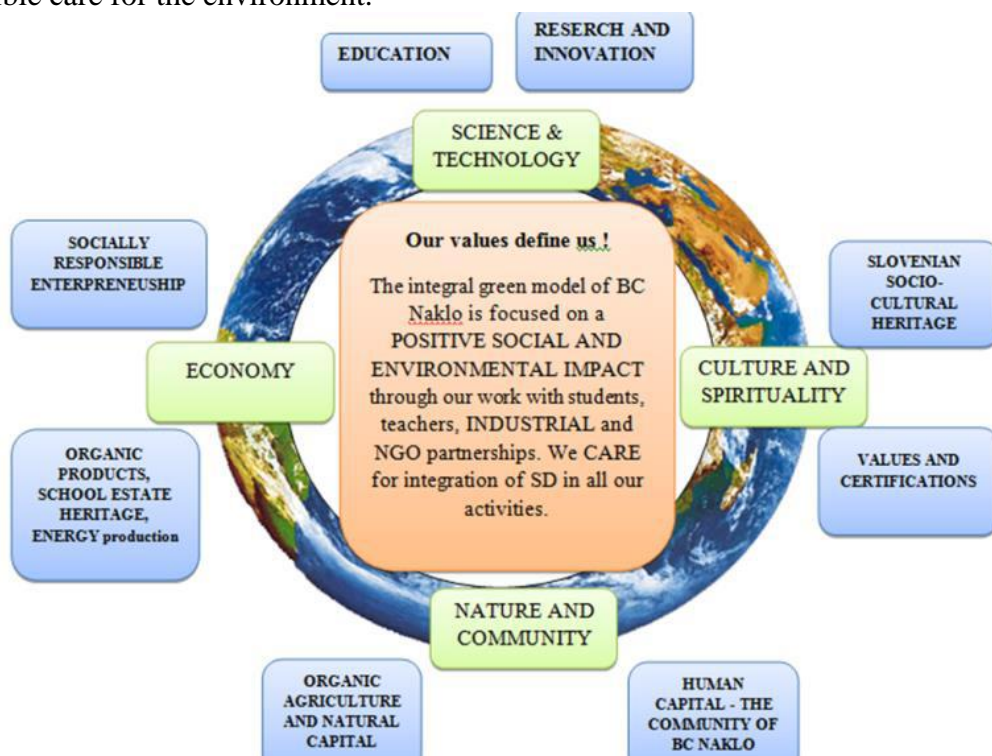 ble care for the environment.
EDUCATION
RESERCH AND
INNOVATION
SCIENCE &
TECHNOLOGY
SOCIALLY
RESPONSIBLE
ENTERPRENEUSHIP
Our values define us !
The integral green model of BC
Naklo is focused on a
POSITIVE SOCIAL AND
ENVIRONMENTAL IMPACT
through our work with students,
teachers, INDUSTRIAL and
NGO partnerships. We CARE
for integration of SD in all our
activities.
SLOVENIAN
SOCIO-
CULTURAL
HERITAGE
ECONOMY
CULTURE AND
SPIRITUALITY
ORGANIC
PRODUCTS,
SCHOOL ESTATE
HERITAGE,
ENERGY production
VALUES AND
CERTIFICATIONS
NATURE AND
COMMUNITY
ORGANIC
AGRICULTURE
AND NATURAL
CAPITAL
HUMAN
CAPITAL - THE
COMMUNITY OF
BC NAKLO